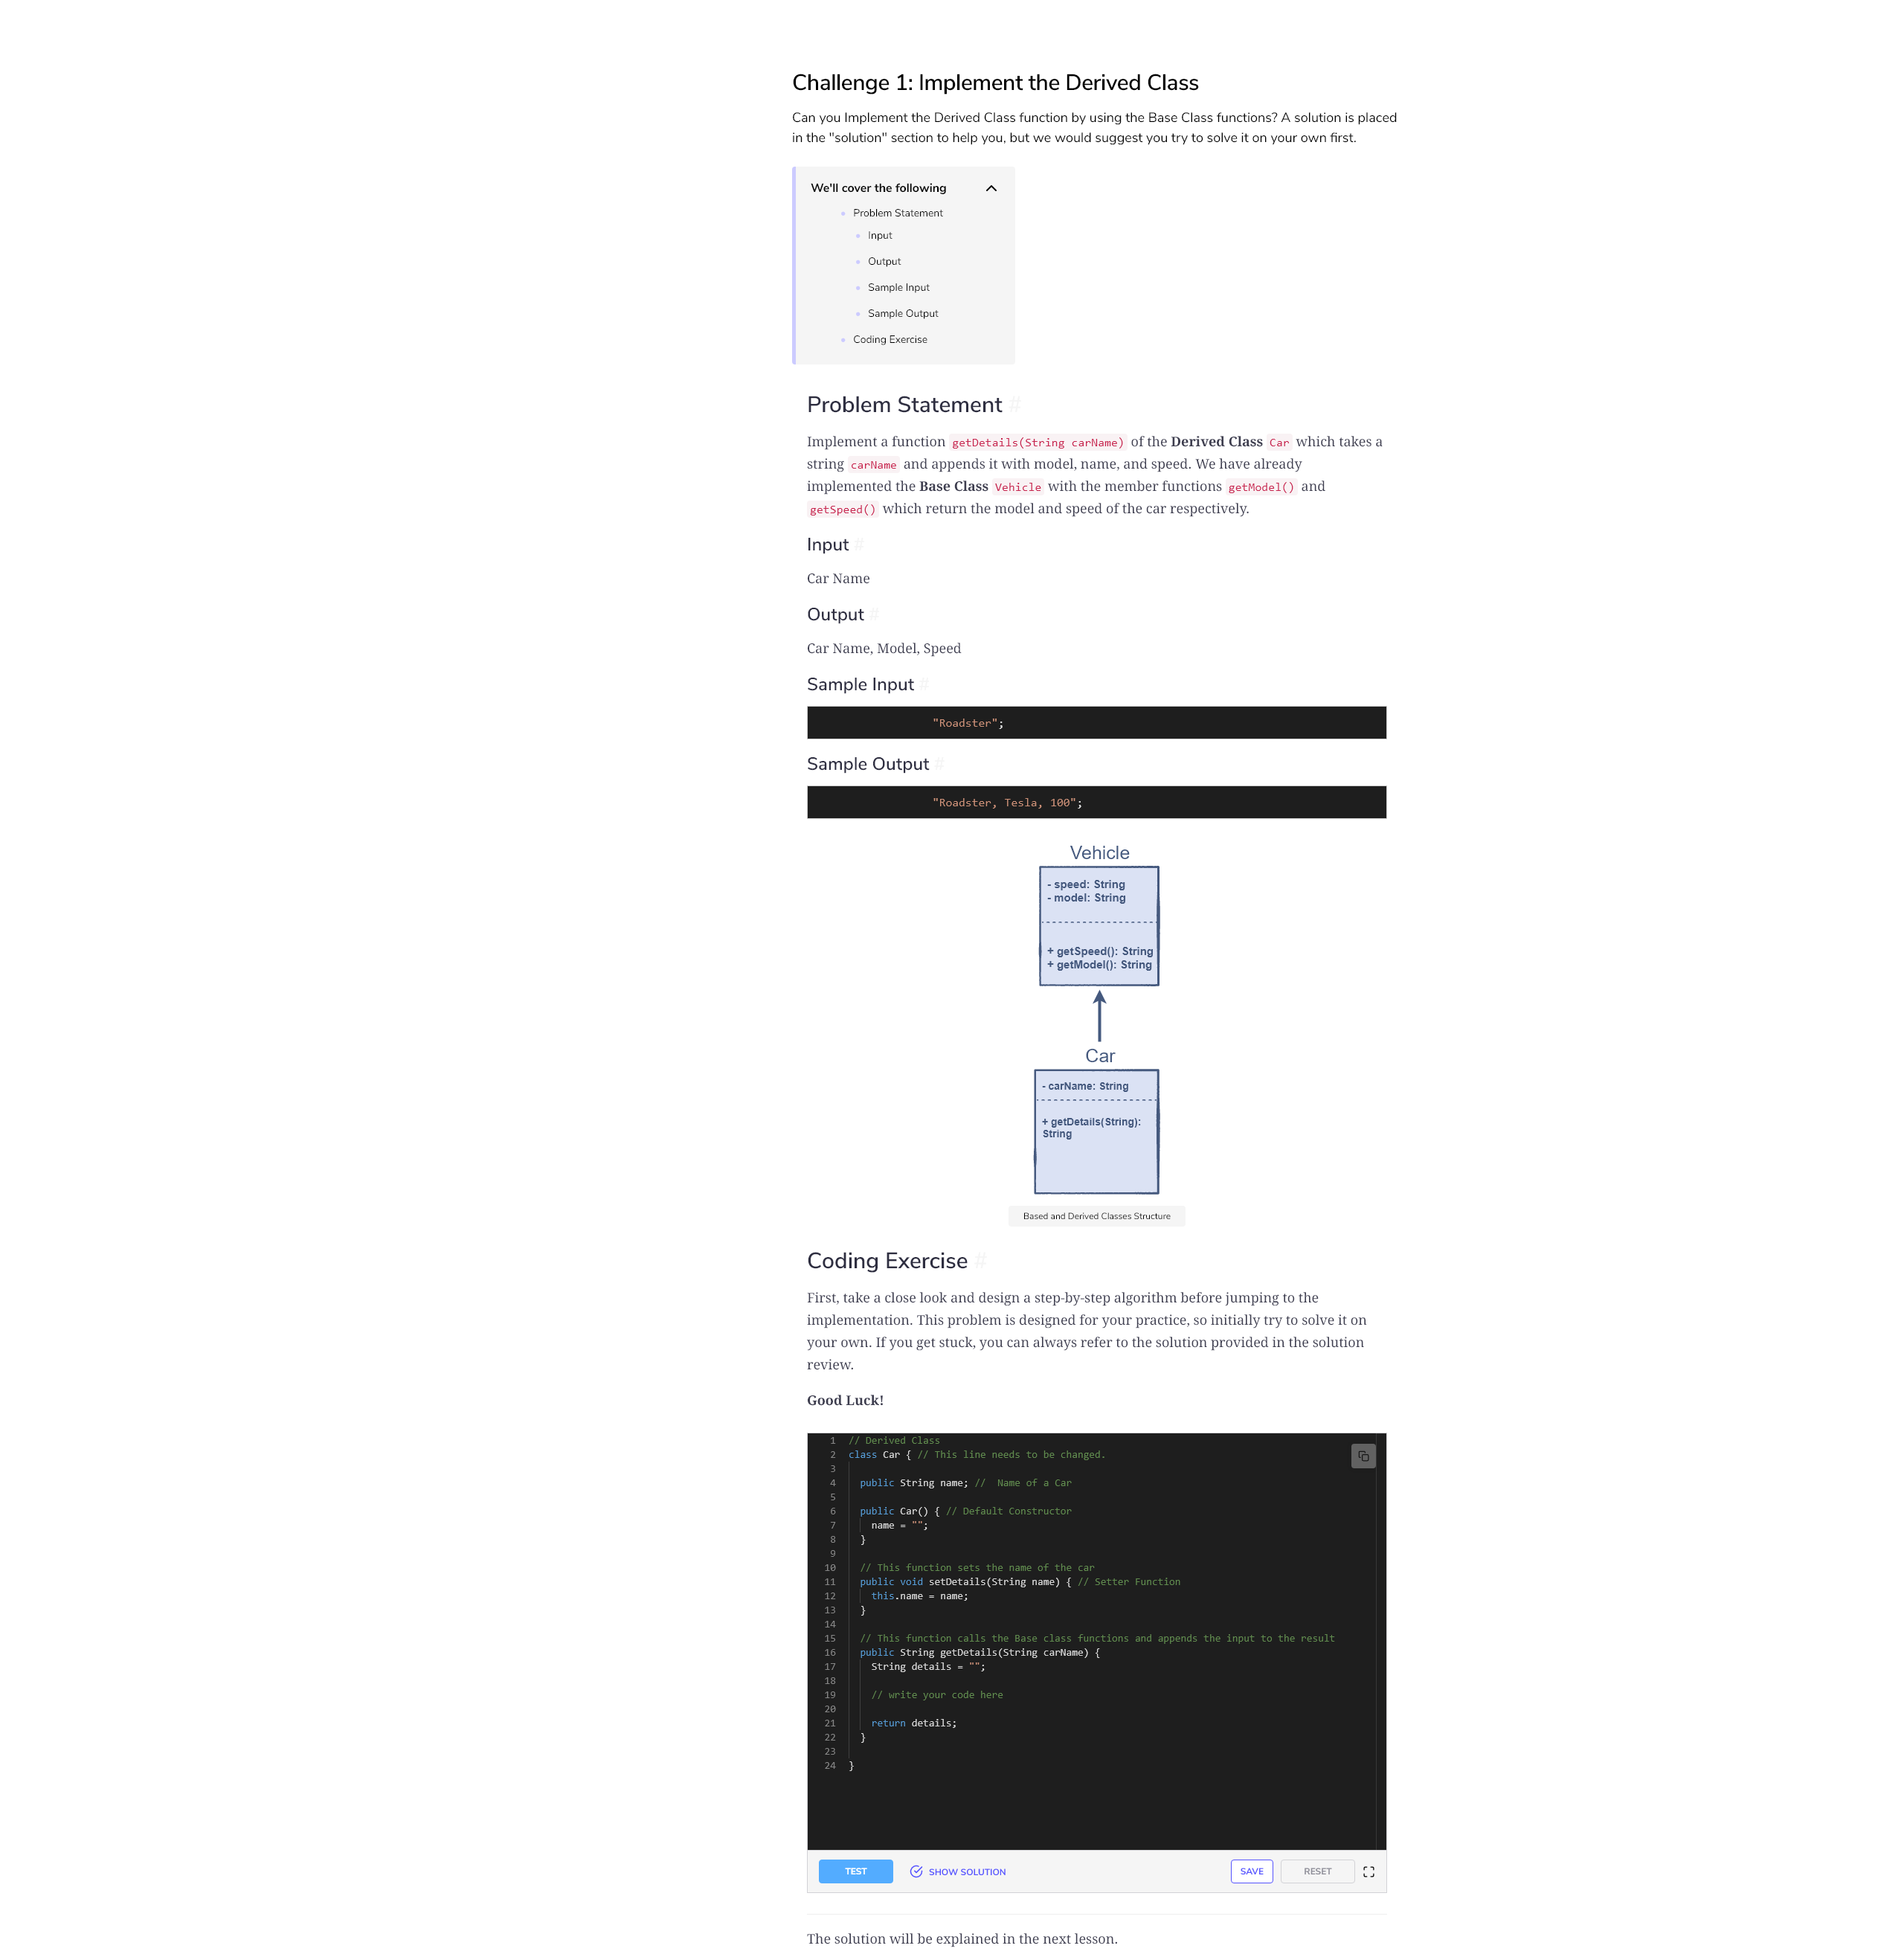 Challenge 1: Implement the Derived Class
Can you Implement the Derived Class function by using the Base Class functions? A solution is placed
in the "solution" section to help you, but we would suggest you try to solve it on your own first.
We'll cover the following
Problem Statement
Input
Output
Sample Input
Sample Output
Coding Exercise
Problem Statement #
Implement a function getDetails(String carName) of the Derived Class Car which takes a
string carName and appends it with model, name, and speed. We have already
implemented the Base Class Vehicle with the member functions getModel() and
getSpeed() which return the model and speed of the car respectively.
Input #
Car Name
Output #
Car Name, Model, Speed
Sample Input #
"Roadster";
Sample Output #
"Roadster, Tesla, 100";
Vehicle
- speed: String
- model: String
+ getSpeed(): String
+ getModel(): String
Car
- carName: String
+ getDetails(String):
String
Based and Derived Classes Structure
Coding Exercise #
First, take a close look and design a step-by-step algorithm before jumping to the
implementation. This problem is designed for your practice, so initially try to solve it on
your own. If you get stuck, you can always refer to the solution provided in the solution
review.
Good Luck!
1 // Derived Class
2 class Car { // This line needs to be changed.
3
4 public String name; //  Name of a Car
5
6 public Car() { // Default Constructor
7 name = "";
8 }
9
10 // This function sets the name of the car
11 public void setDetails(String name) { // Setter Function
12 this.name = name;
13 }
14
15 // This function calls the Base class functions and appends the input to the result
16 public String getDetails(String carName) {
17 String details = "";
18
19 // write your code here
20
21 return details;
22 }
23
24 }
TEST SHOW SOLUTION SAVE RESET
The solution will be explained in the next lesson.